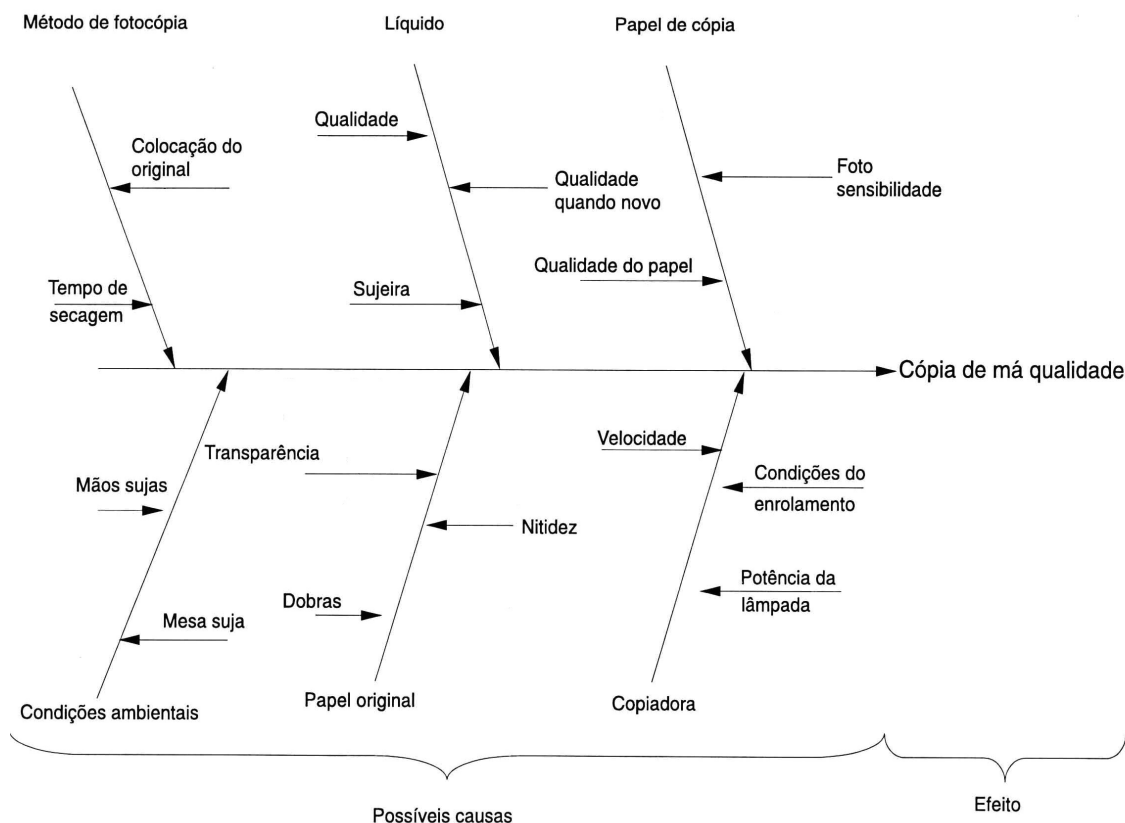 Método de fotocópia
Líquido
Papel de cópia
Colocação do
original
Tempo de
secagem
Qualidade
Qualidade
quando novo
Sujeira
Foto
sensibilidade
Qualidade do papel
Cópia de má qualidade
Mãos sujas
Mesa suja
Condições ambientais
Transparência
Nitidez
Dobras
Papel original
Velocidade
Condições do
enrolamento
Potência da
lâmpada
Copiadora
Possíveis causas
Efeito